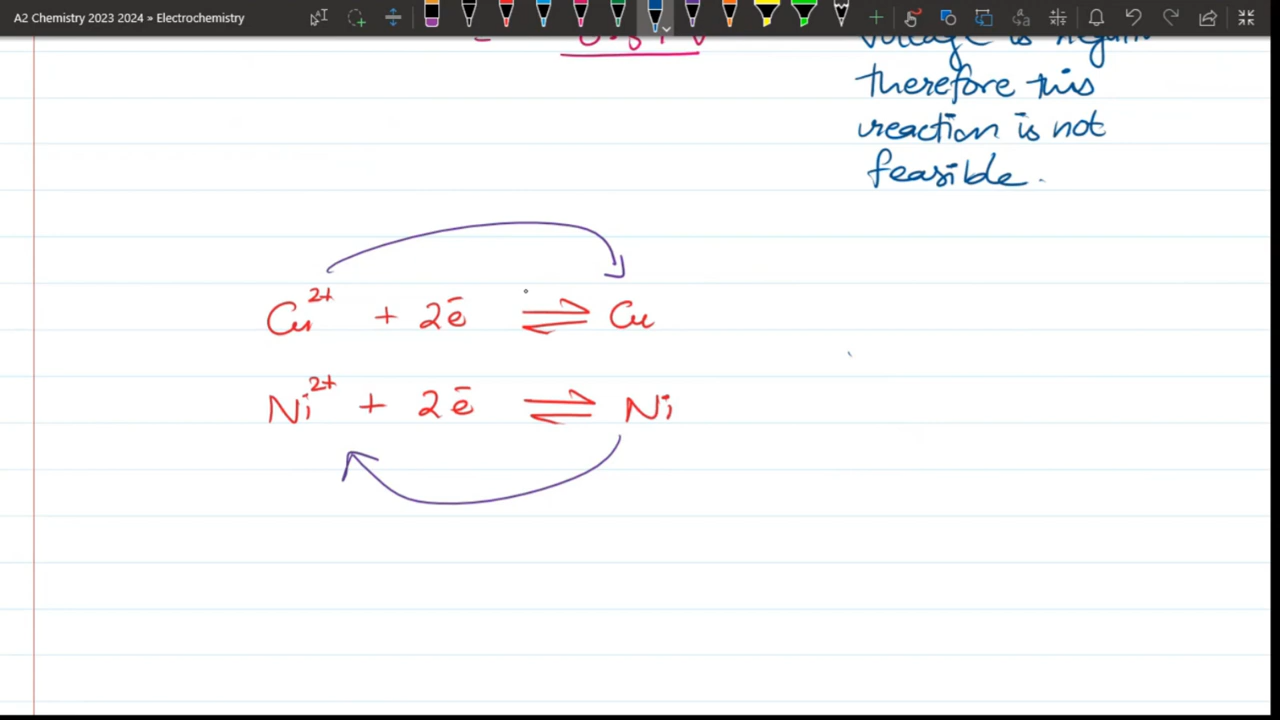 A2 Chemistry 2023 2024 » Electrochemistry
therefore this
reaction is not
feasible.
Cu²⁺ + 2e̅ ⇌ Cu
Ni²⁺ + 2e̅ ⇌ Ni